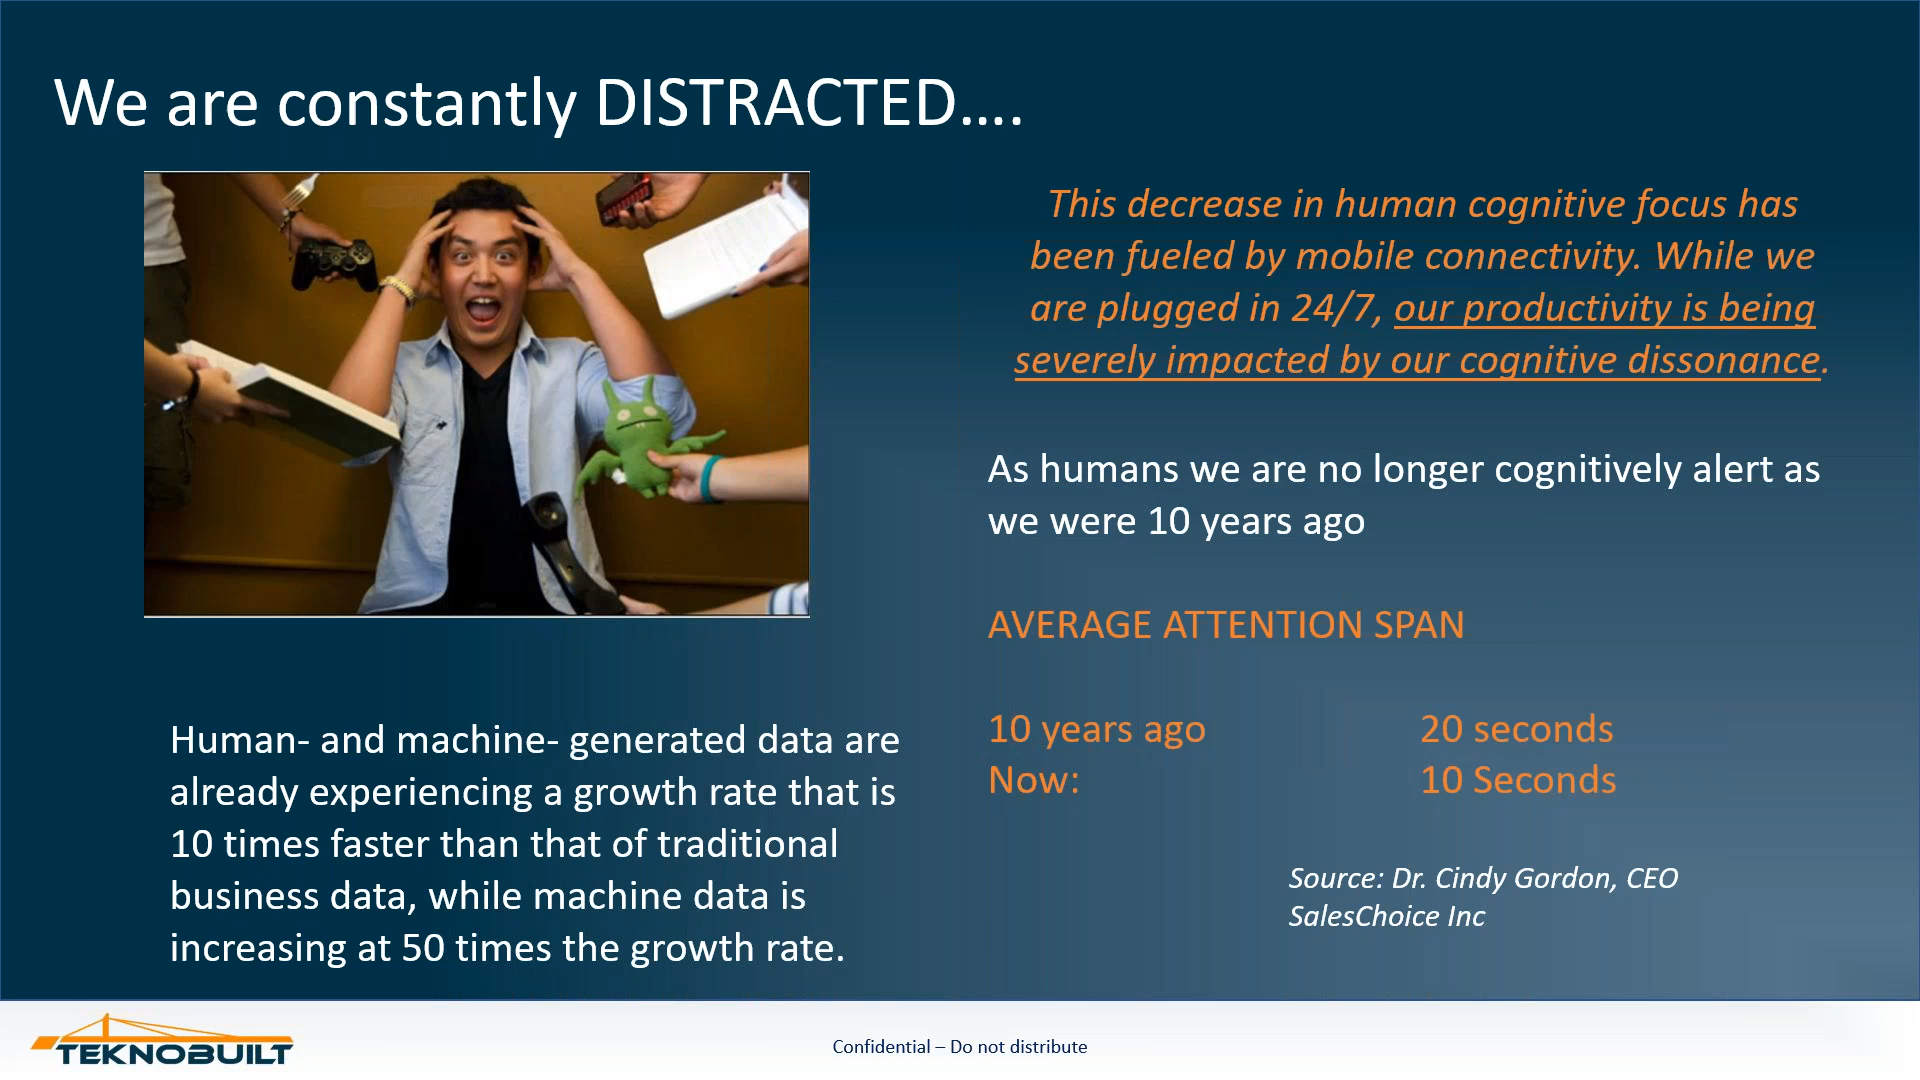 We are constantly DISTRACTED....
This decrease in human cognitive focus has
been fueled by mobile connectivity. While we
are plugged in 24/7, our productivity is being
severely impacted by our cognitive dissonance.
As humans we are no longer cognitively alert as
we were 10 years ago
AVERAGE ATTENTION SPAN
10 years ago 20 seconds
Now: 10 Seconds
Source: Dr. Cindy Gordon, CEO
SalesChoice Inc
Human- and machine- generated data are
already experiencing a growth rate that is
10 times faster than that of traditional
business data, while machine data is
increasing at 50 times the growth rate.
TEKNOBUILT
Confidential – Do not distribute